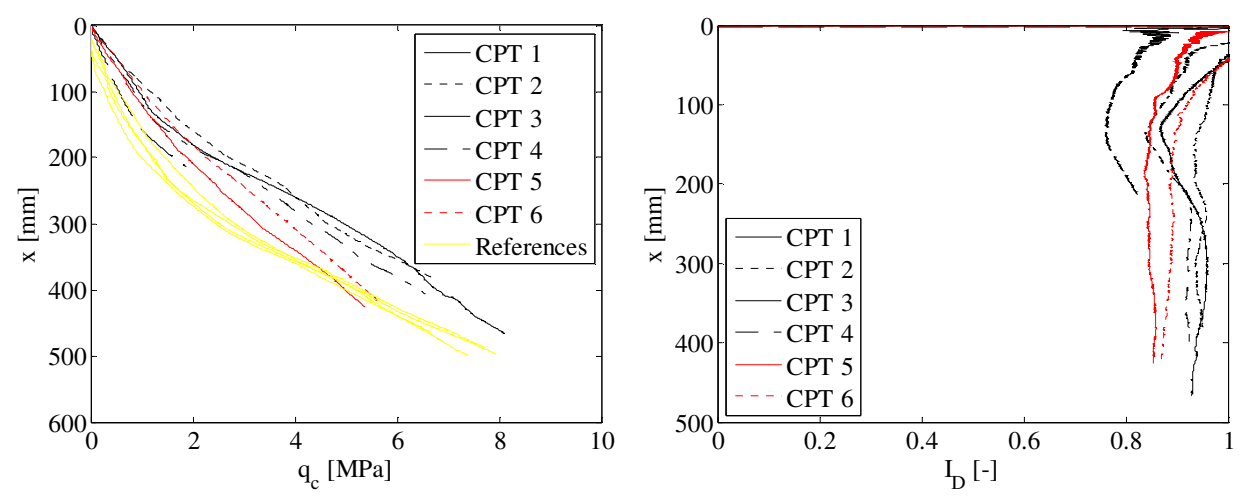 0
100
200
300
400
500
600
x [mm]
0
2
4
6
8
10
q_c [MPa]
CPT 1
CPT 2
CPT 3
CPT 4
CPT 5
CPT 6
References
0
100
200
300
400
500
x [mm]
0
0.2
0.4
0.6
0.8
1
I_D [-]
CPT 1
CPT 2
CPT 3
CPT 4
CPT 5
CPT 6